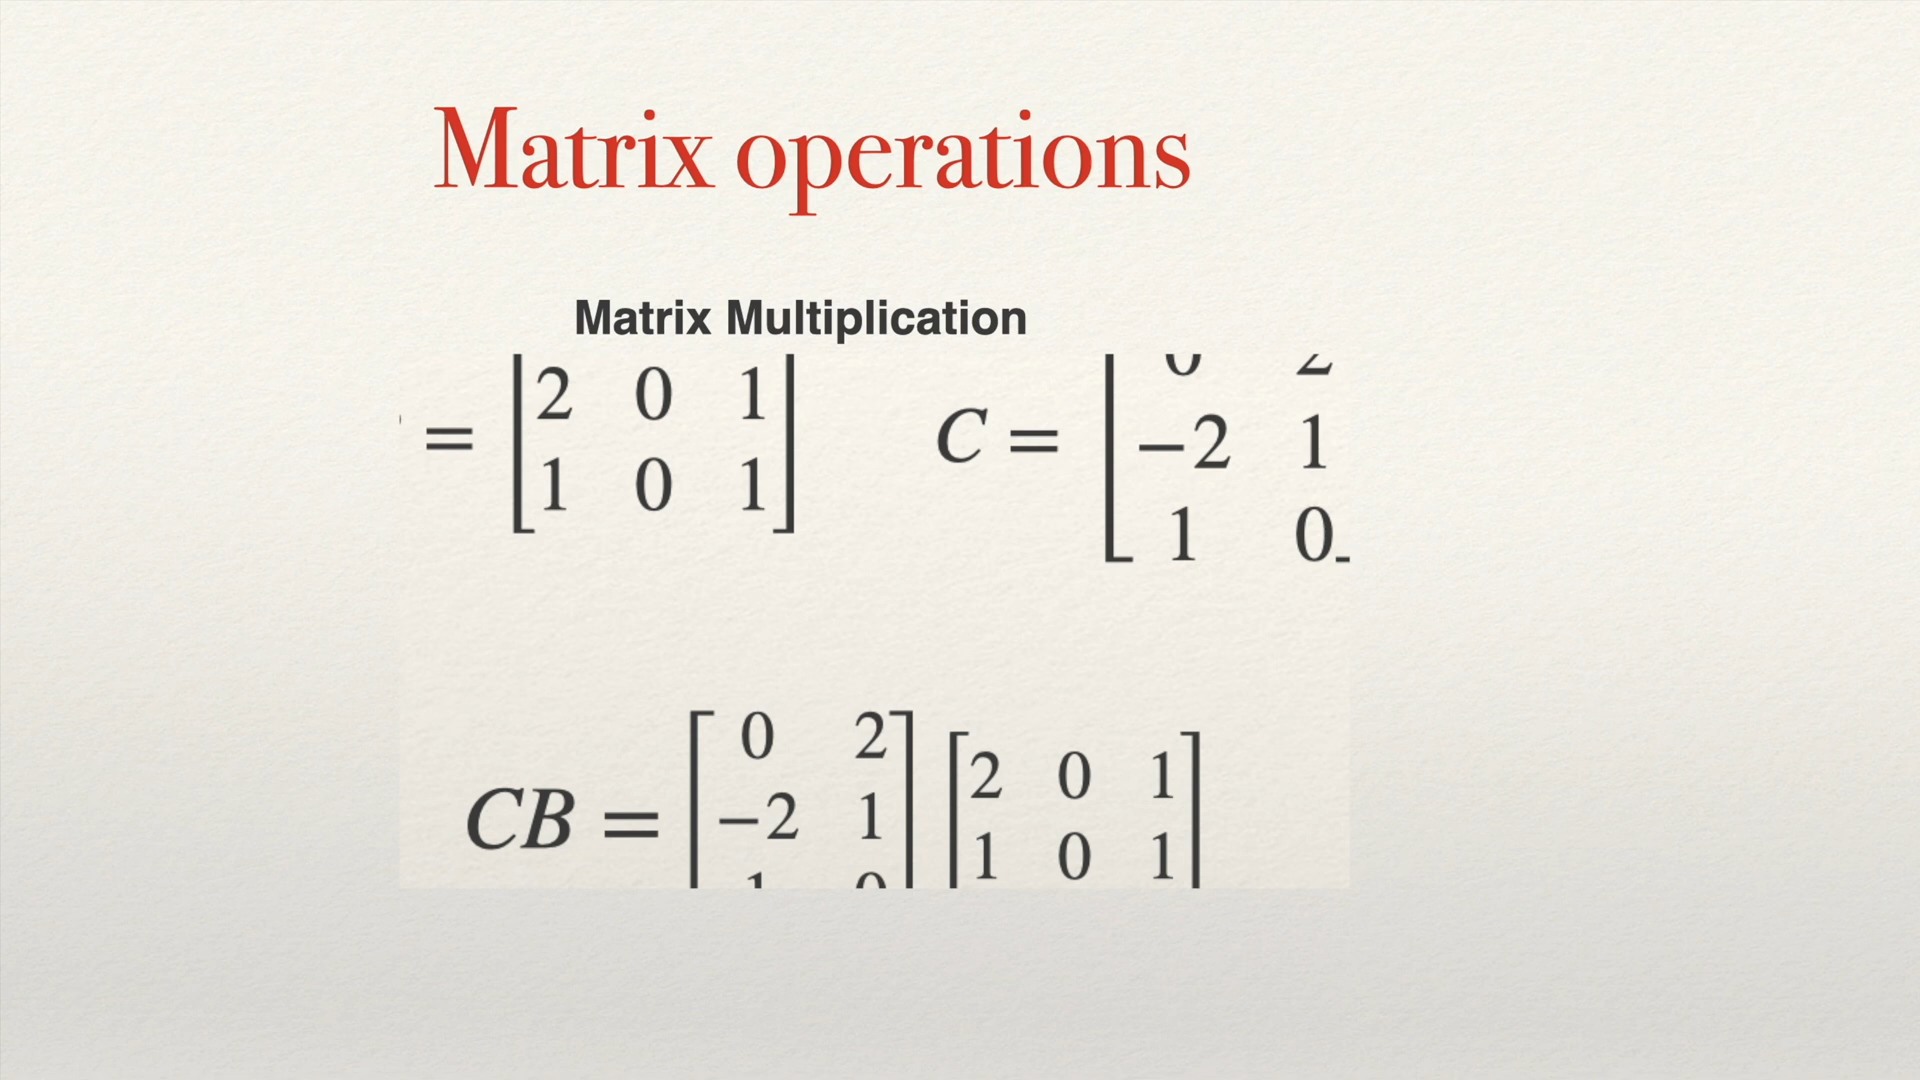 Matrix operations
Matrix Multiplication
= [2 0 1
1 0 1]
C = [0 2
−2 1
1 0]
CB = [0 2
−2 1
1 0] [2 0 1
1 0 1]